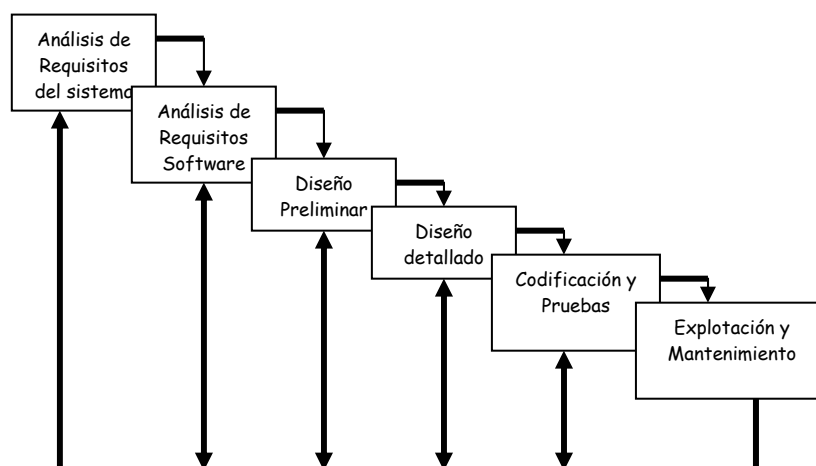 Análisis de
Requisitos
del sistema
Análisis de
Requisitos
Software
Diseño
Preliminar
Diseño
detallado
Codificación y
Pruebas
Explotación y
Mantenimiento